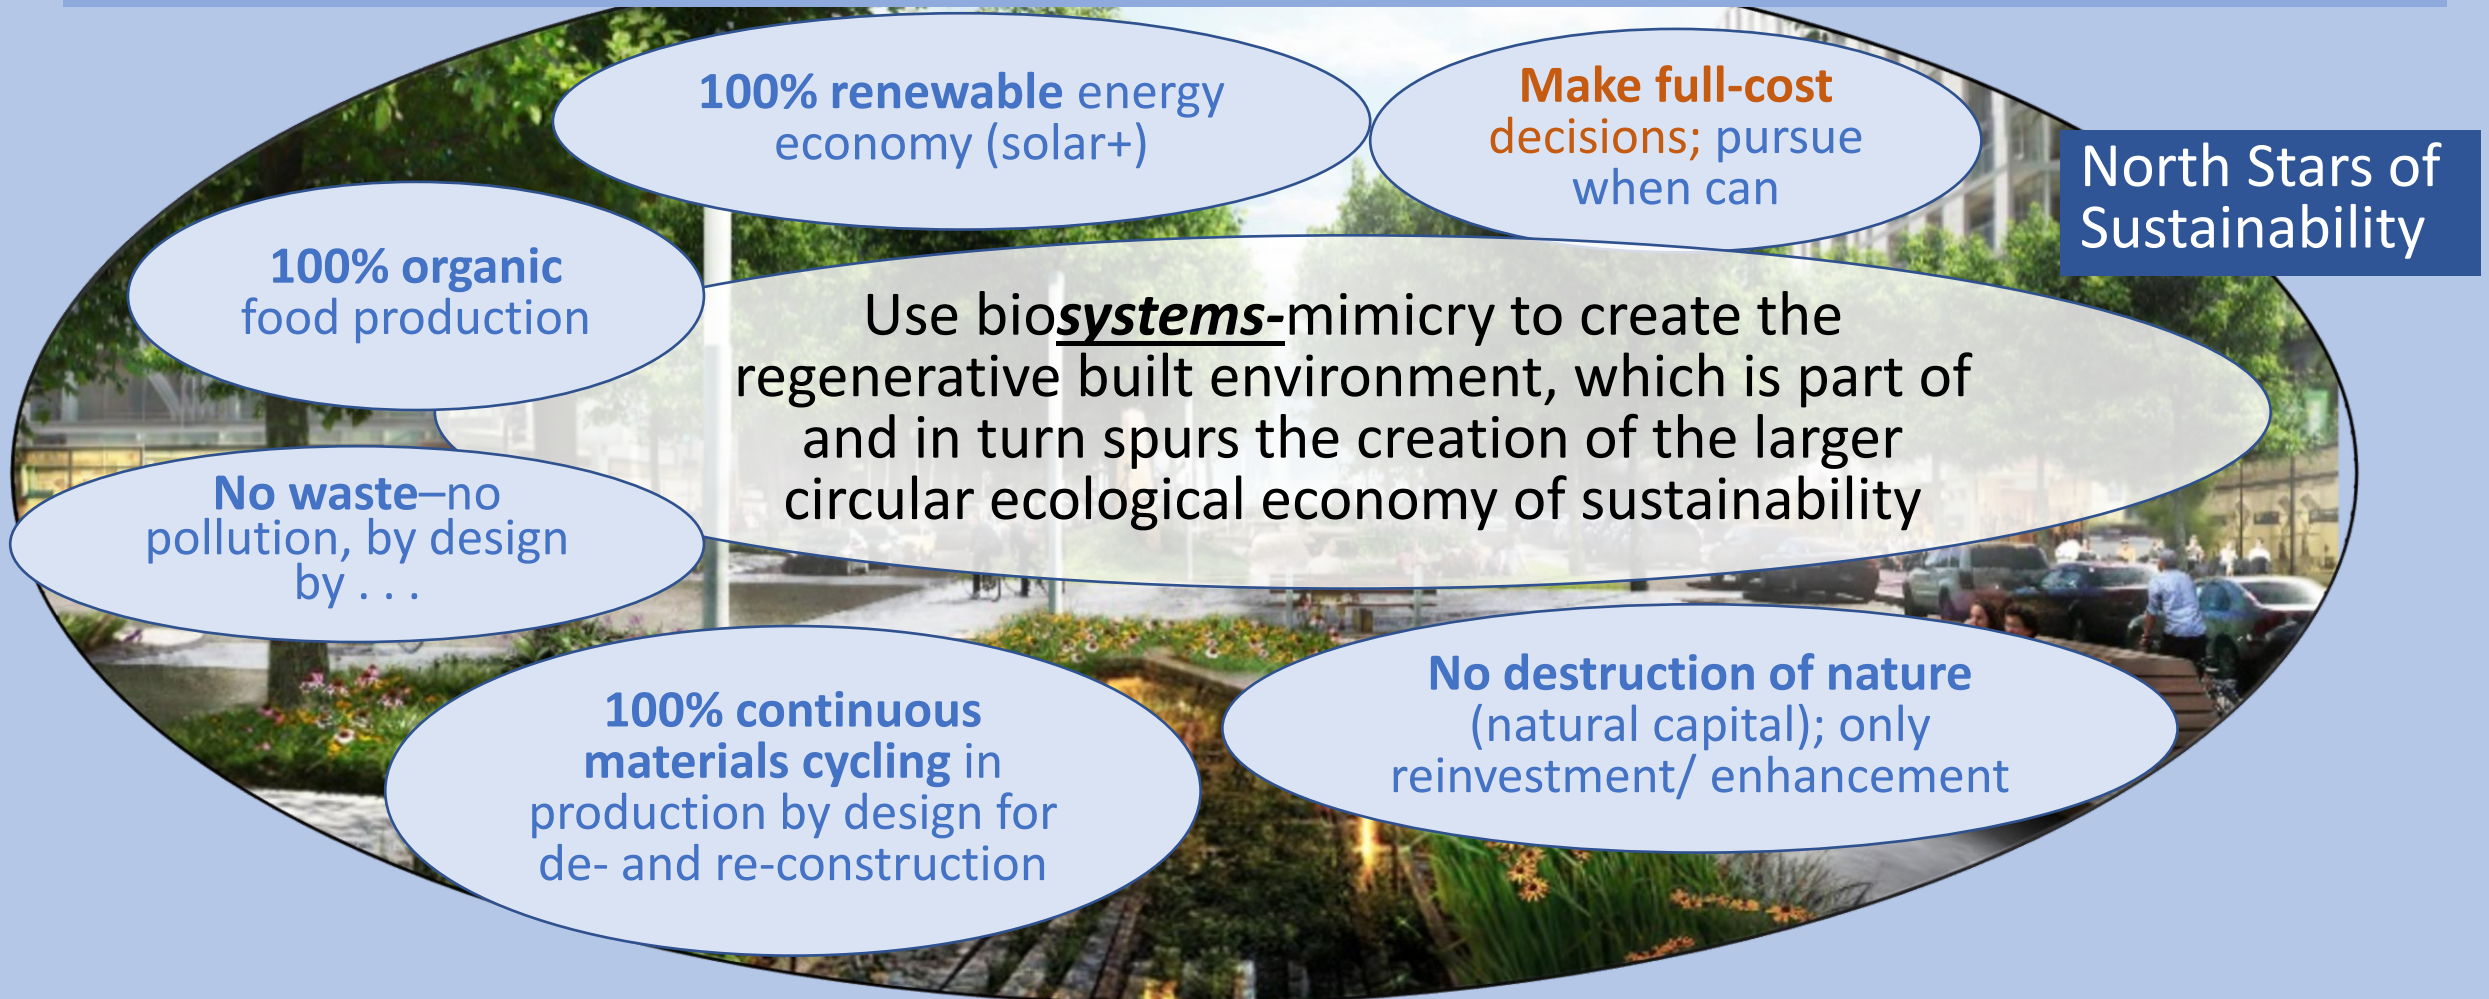 100% renewable energy
economy (solar+)
Make full-cost
decisions; pursue
when can
North Stars of
Sustainability
100% organic
food production
Use biosystems-mimicry to create the
regenerative built environment, which is part of
and in turn spurs the creation of the larger
circular ecological economy of sustainability
No waste–no
pollution, by design
by . . .
100% continuous
materials cycling in
production by design for
de- and re-construction
No destruction of nature
(natural capital); only
reinvestment/ enhancement